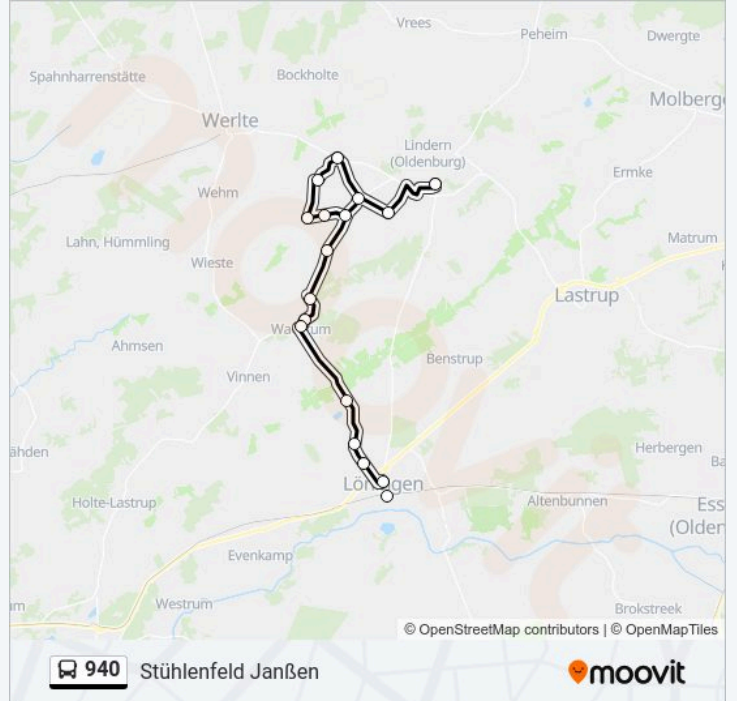 Vrees
Peheim
Dwergte
Spahnharrenstätte
Bockholte
Molberge
Werlte
Lindern
(Oldenburg)
Ermke
Wehm
Lahn, Hümmling
Matrum
Wieste
Lastrup
Ahmsen
Benstrup
Vinnen
Herbergen
Holte-Lastrup
Altenbunnen
Evenkamp
Westrum
Brokstreek
© OpenStreetMap contributors | © OpenMapTiles
940 Stühlenfeld Janßen
moovit